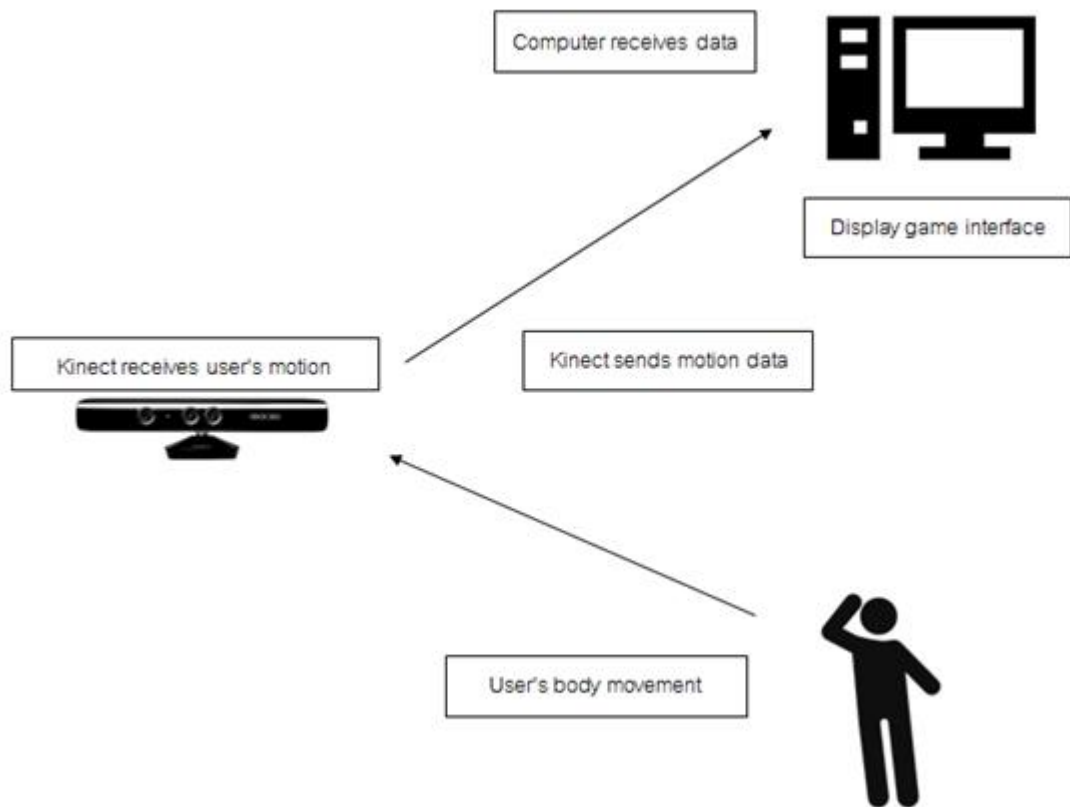 Computer receives data
Display game interface
Kinect receives user's motion
Kinect sends motion data
User's body movement